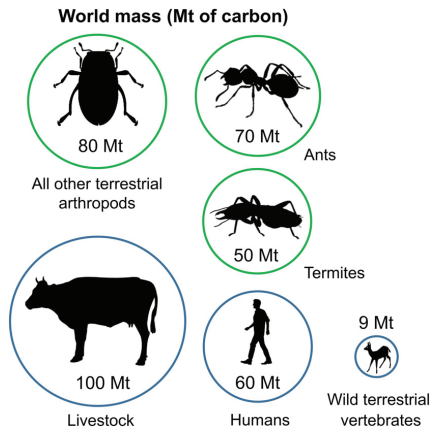 World mass (Mt of carbon)
80 Mt
All other terrestrial
arthropods
70 Mt
Ants
50 Mt
Termites
100 Mt
Livestock
60 Mt
Humans
9 Mt
Wild terrestrial
vertebrates